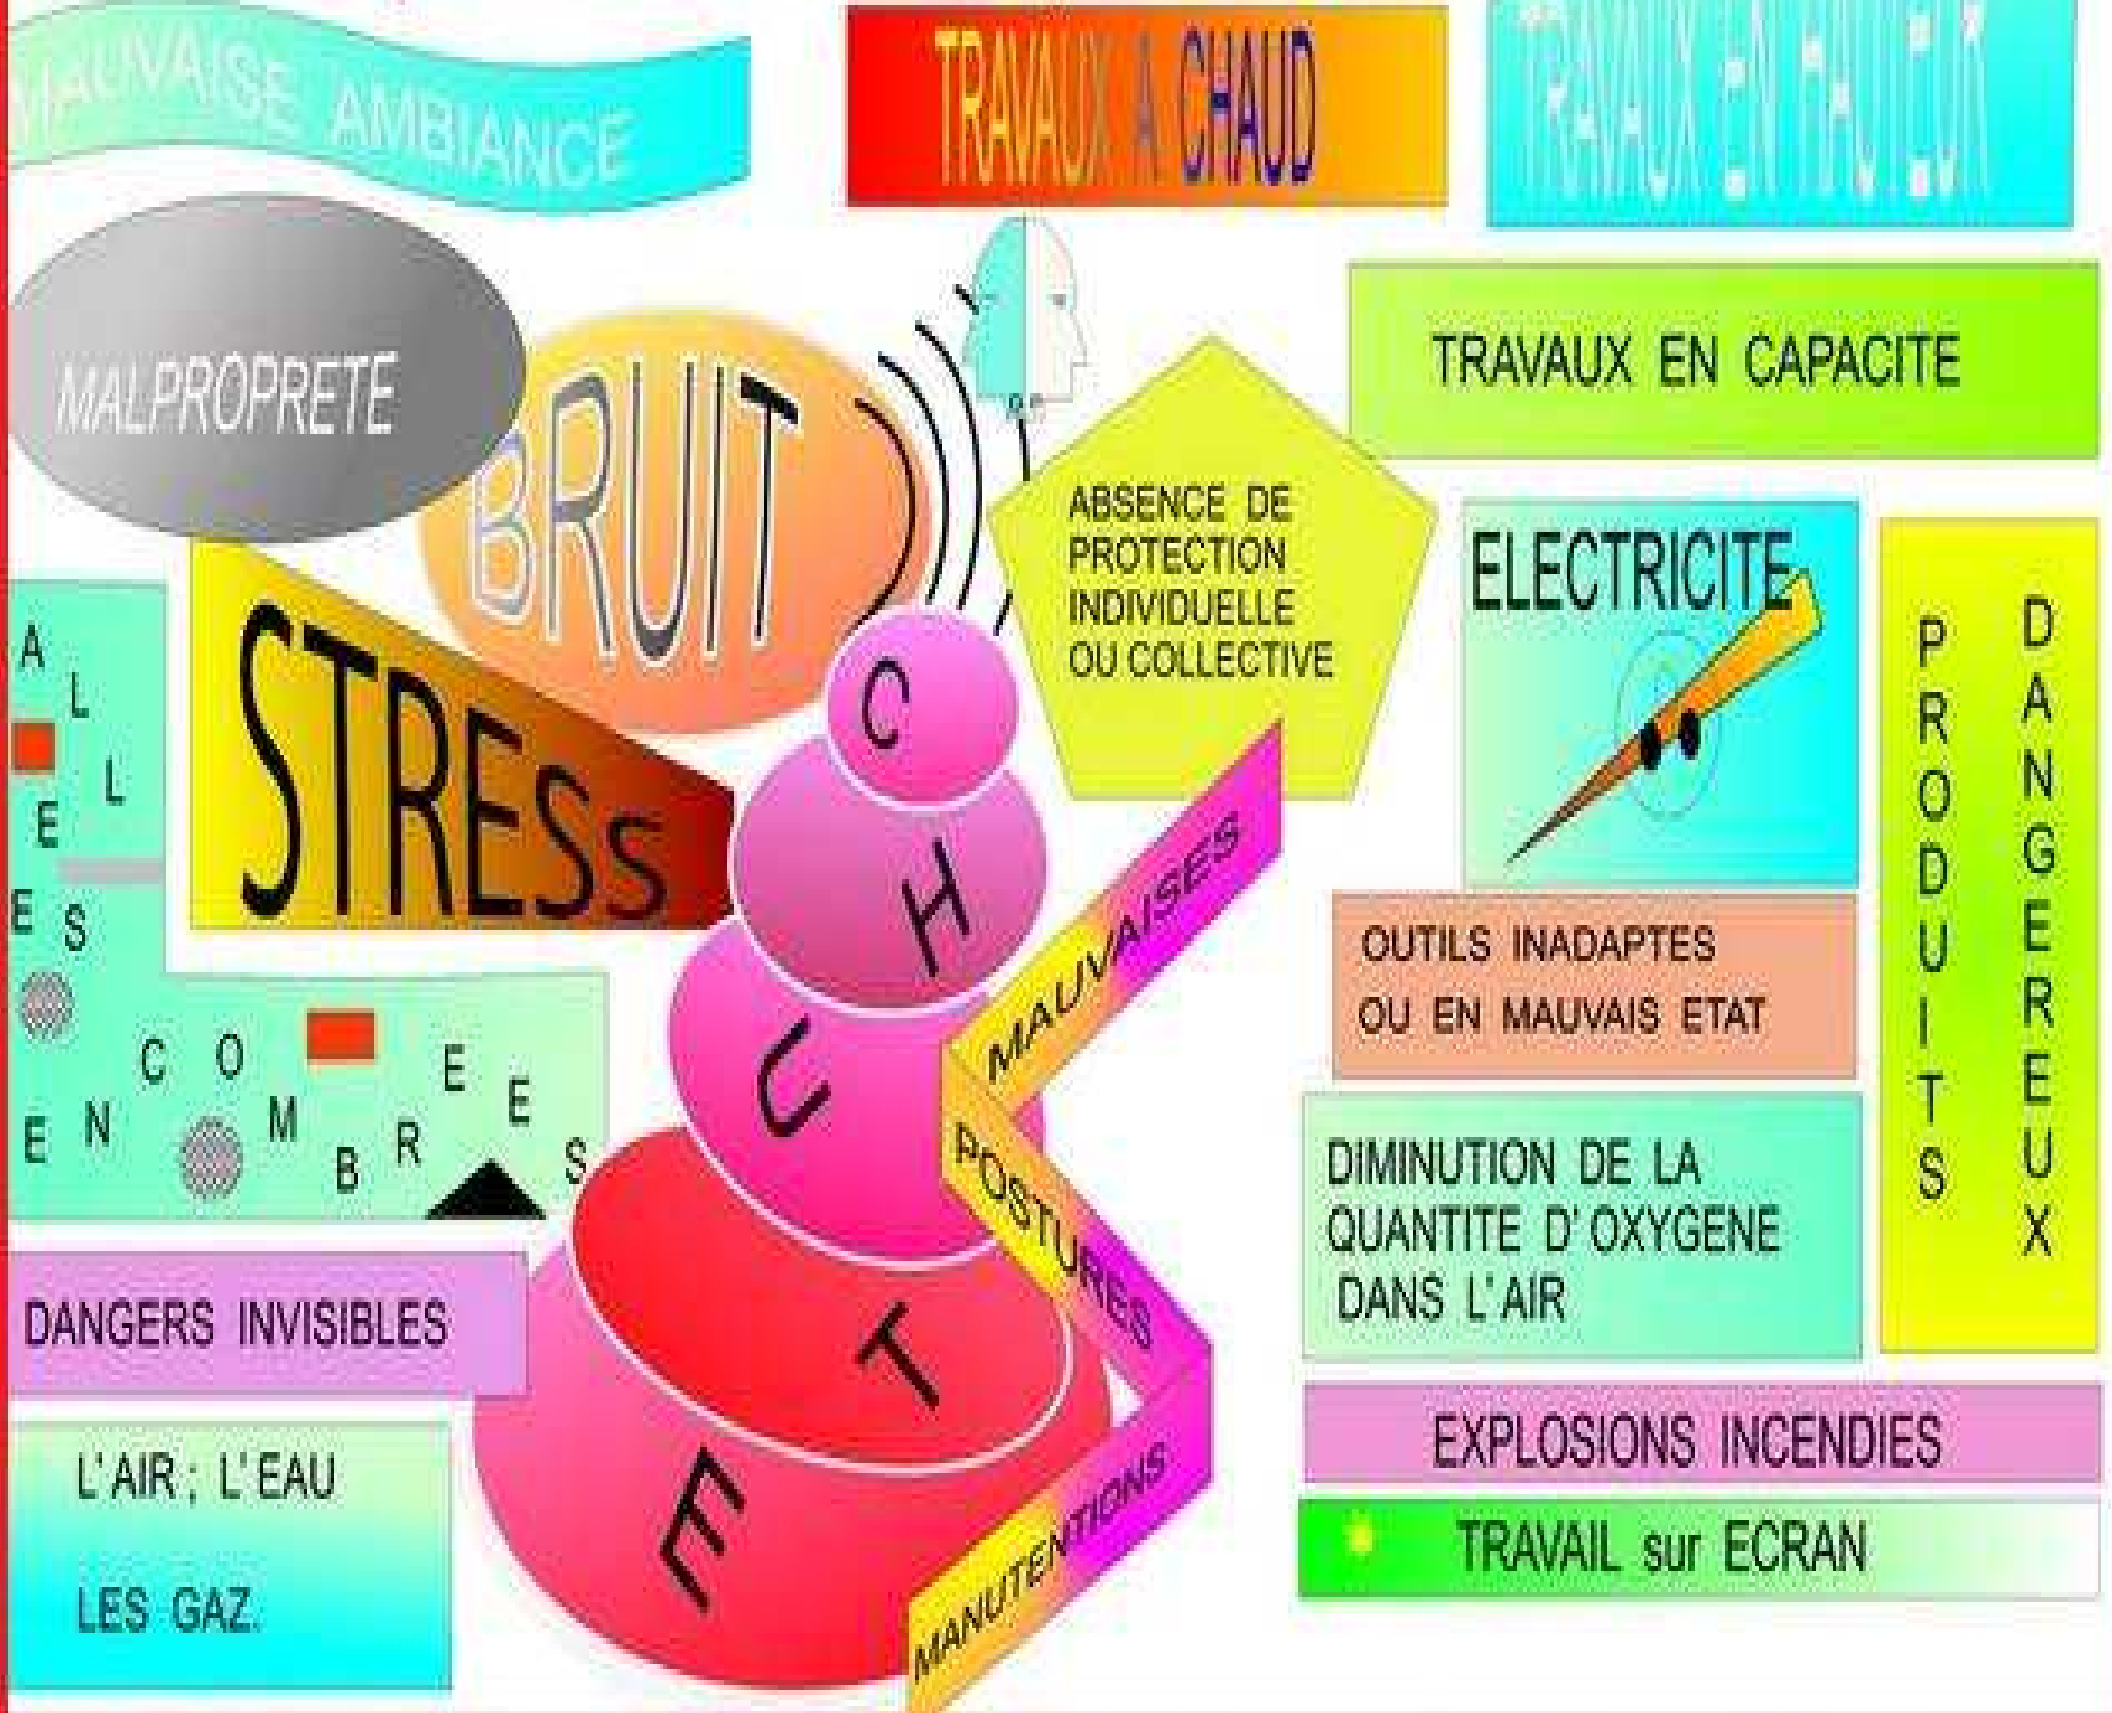 MAUVAISE AMBIANCE
TRAVAUX A CHAUD
TRAVAUX EN HAUTEUR
MALPROPRETE
BRUIT
TRAVAUX EN CAPACITE
ABSENCE DE
PROTECTION
INDIVIDUELLE
OU COLLECTIVE
ELECTRICITE
PRODUITS
DANGEREUX
STRESS
ALLEES
ENCOMBREES
CHUTE
MAUVAISES
POSTURES
MANUTENTIONS
OUTILS INADAPTES
OU EN MAUVAIS ETAT
DIMINUTION DE LA
QUANTITE D'OXYGENE
DANS L'AIR
DANGERS INVISIBLES
L'AIR ; L'EAU
LES GAZ.
EXPLOSIONS INCENDIES
TRAVAIL sur ECRAN